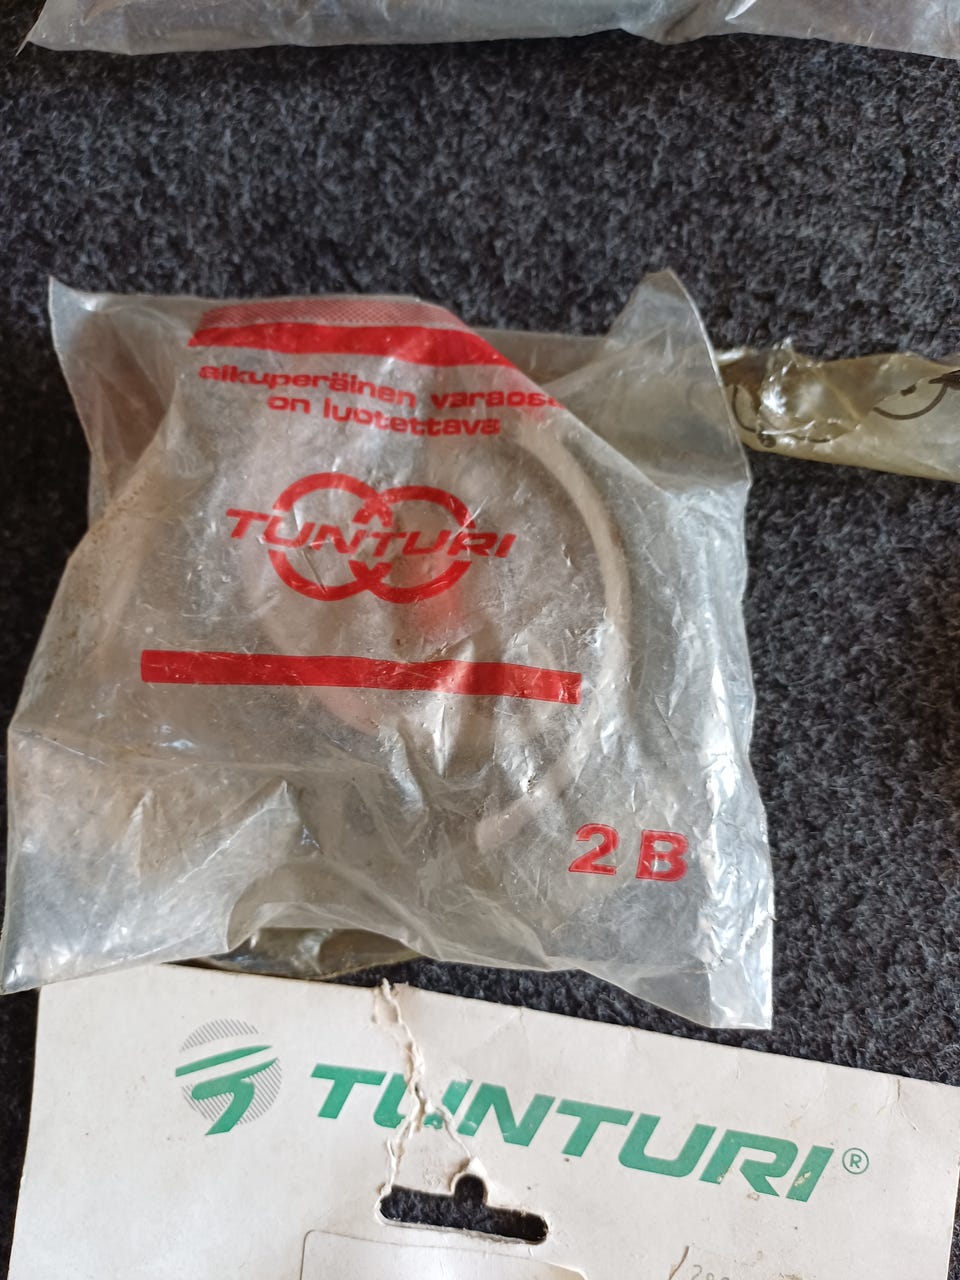 alkuperäinen varaosa
on luotettava
TUNTURI
2 B
TUNTURI®